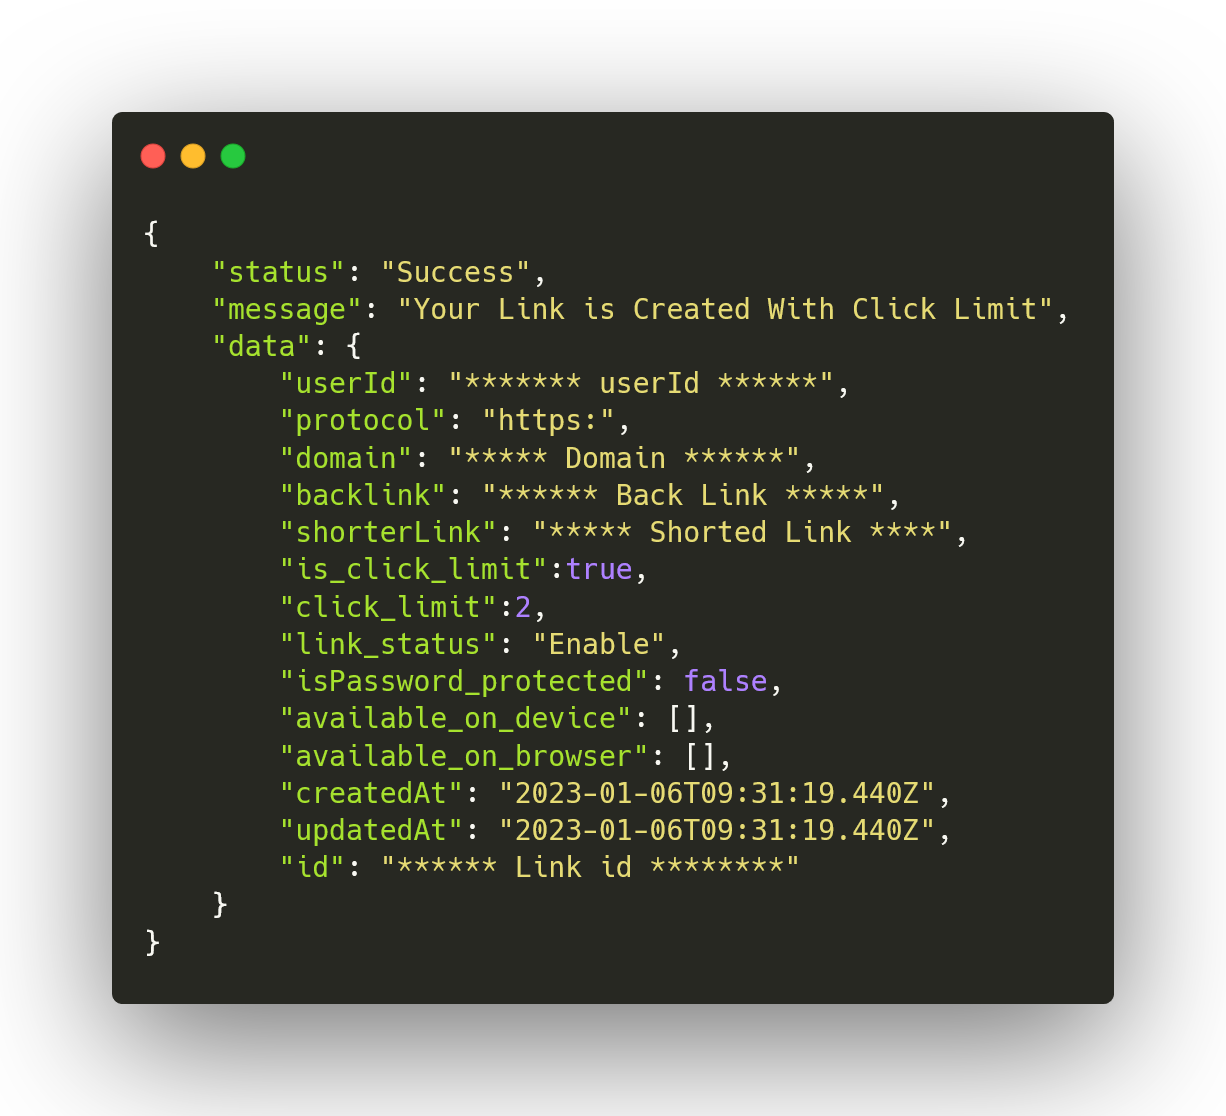 {
    "status": "Success",
    "message": "Your Link is Created With Click Limit",
    "data": {
        "userId": "******* userId ******",
        "protocol": "https:",
        "domain": "***** Domain ******",
        "backlink": "****** Back Link *****",
        "shorterLink": "***** Shorted Link ****",
        "is_click_limit":true,
        "click_limit":2,
        "link_status": "Enable",
        "isPassword_protected": false,
        "available_on_device": [],
        "available_on_browser": [],
        "createdAt": "2023-01-06T09:31:19.440Z",
        "updatedAt": "2023-01-06T09:31:19.440Z",
        "id": "****** Link id ********"
    }
}